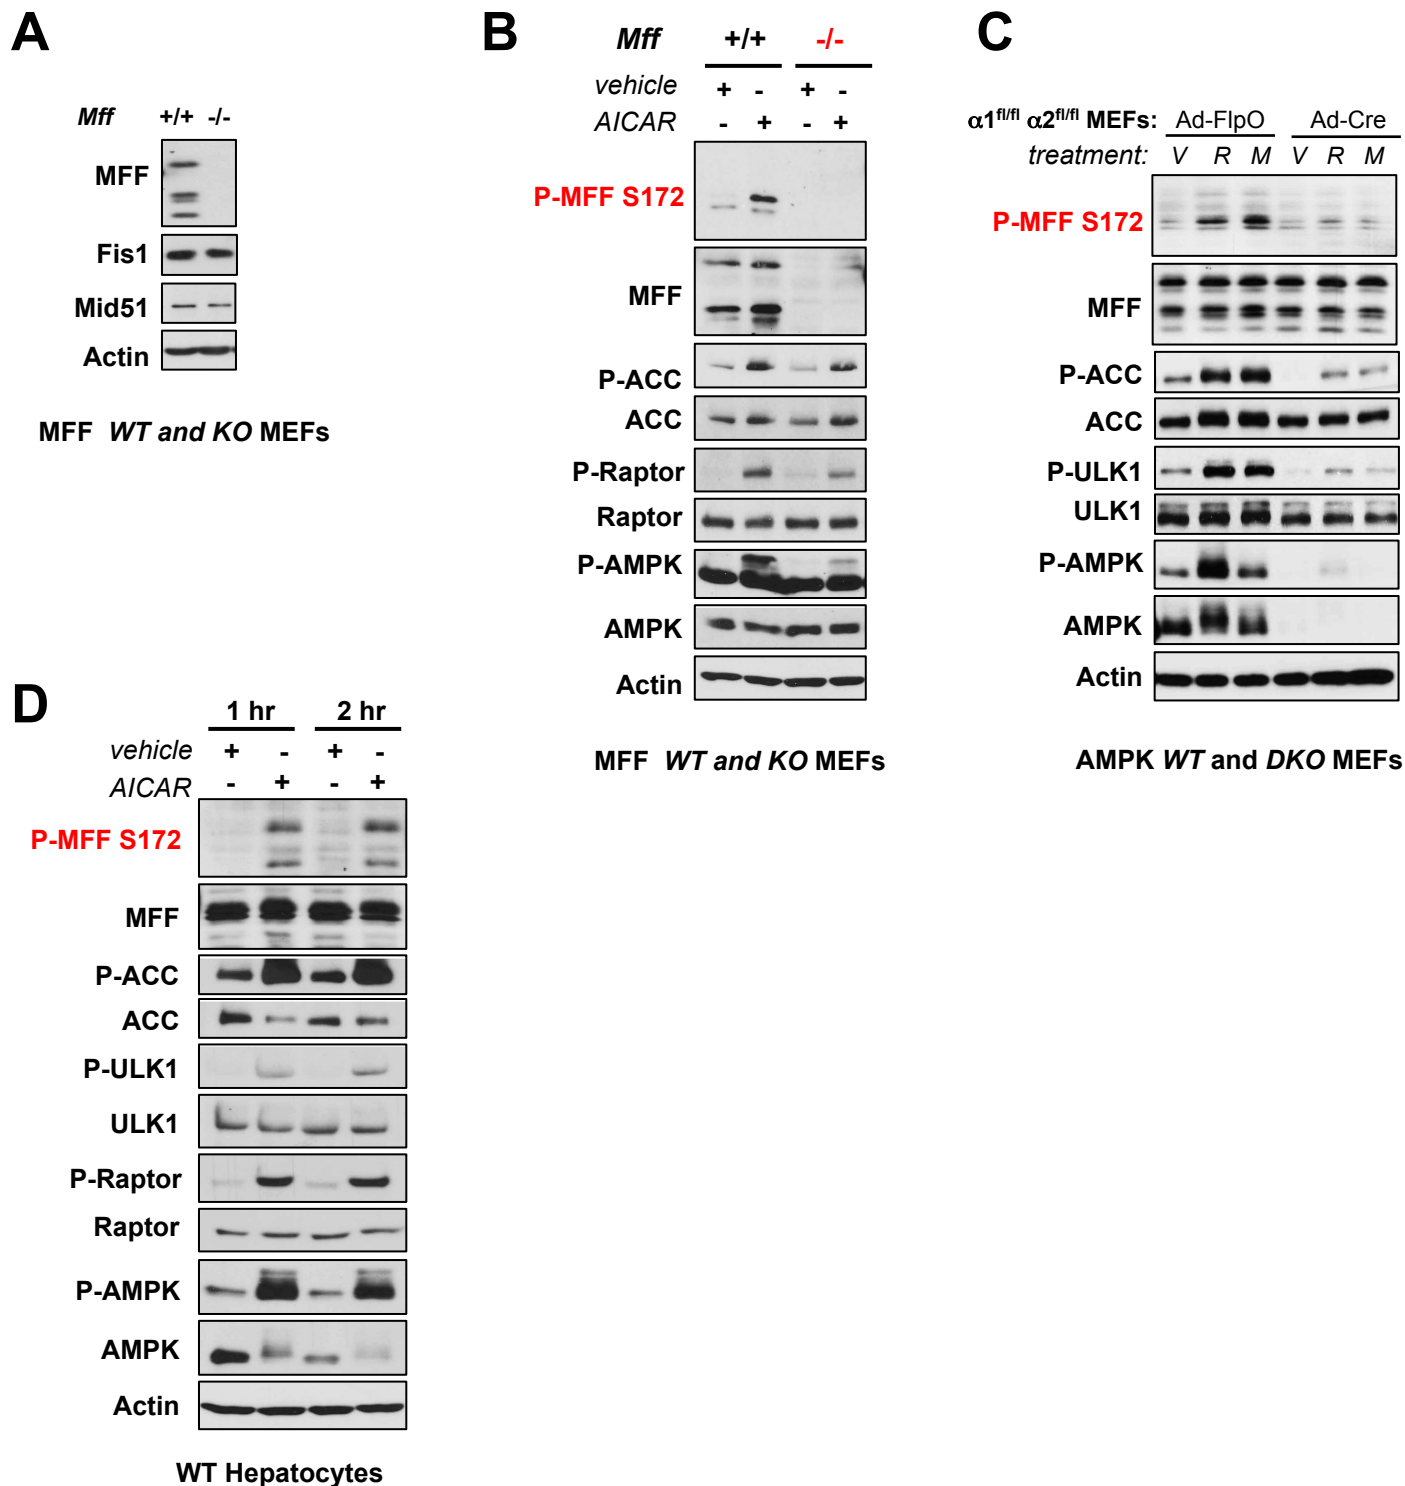 A
Mff +/+ -/-
MFF
Fis1
Mid51
Actin
MFF WT and KO MEFs
B
Mff +/+ -/-
vehicle + - + -
AICAR - + - +
P-MFF S172
MFF
P-ACC
ACC
P-Raptor
Raptor
P-AMPK
AMPK
Actin
MFF WT and KO MEFs
C
α1fl/fl α2fl/fl MEFs: Ad-FlpO Ad-Cre
treatment: V R M V R M
P-MFF S172
MFF
P-ACC
ACC
P-ULK1
ULK1
P-AMPK
AMPK
Actin
AMPK WT and DKO MEFs
D
1 hr 2 hr
vehicle + - + -
AICAR - + - +
P-MFF S172
MFF
P-ACC
ACC
P-ULK1
ULK1
P-Raptor
Raptor
P-AMPK
AMPK
Actin
WT Hepatocytes